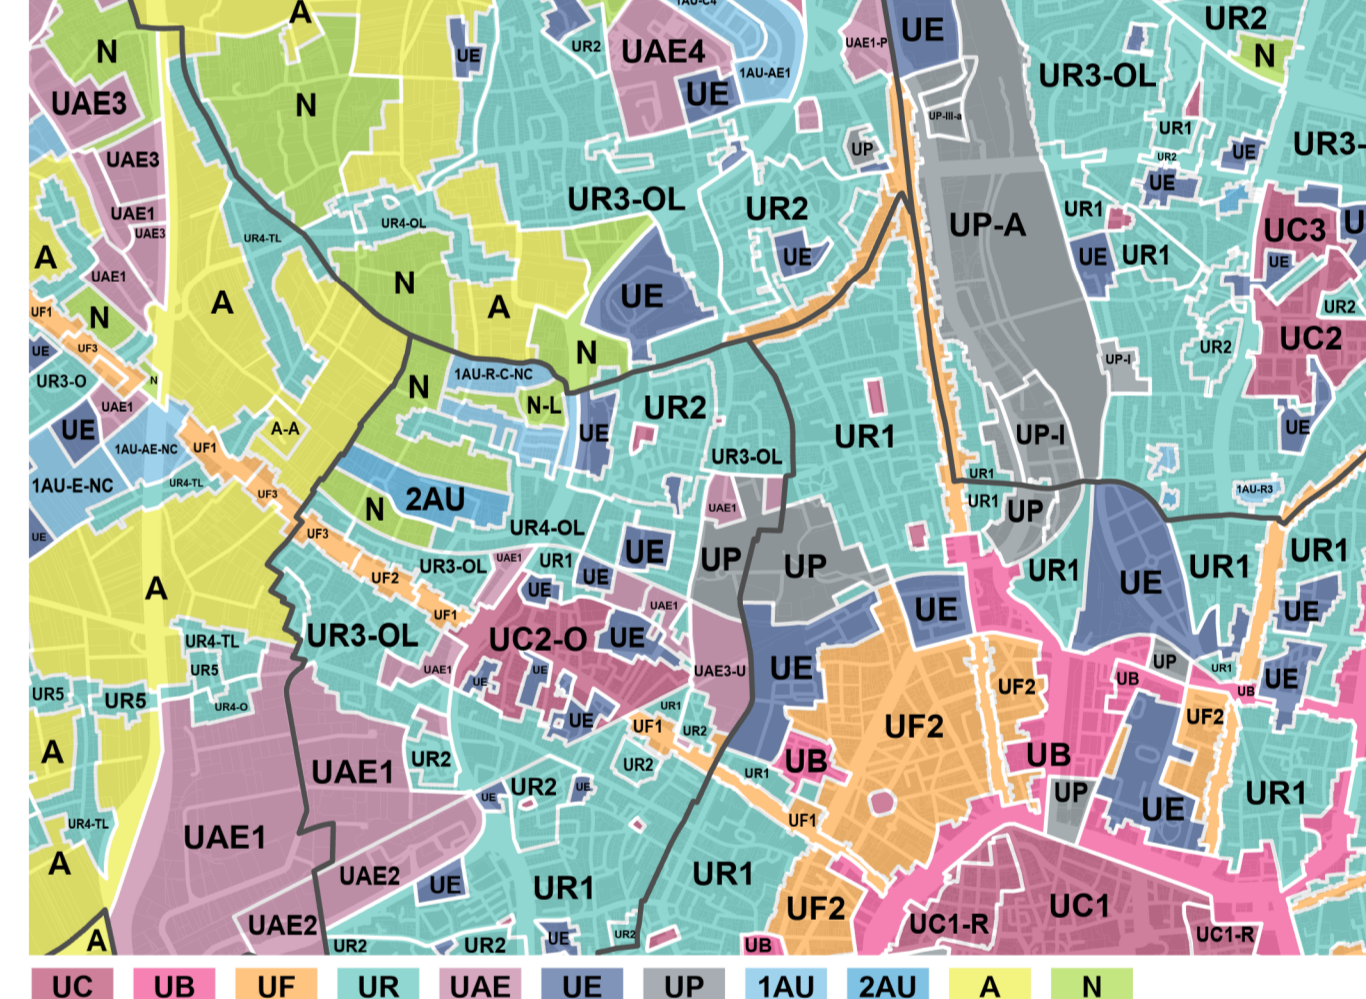 1AU-C4
A
UE
UR2
UAE4
UAE1-P
UE
UR2
N
N
UAE3
N
UE
1AU-AE1
UR3-OL
UP-III-a
UR1
UR3-
UAE3
UP
UR2
UE
UE
UR3-OL
UR2
UAE1
UAE3
UR4-TL
UR4-OL
UP-A
UR1
UC3
U
A
UAE1
UE
UE
UR1
UE
N
UE
A
A
UR2
UF1
N
UC2
UE
UF3
N
UP-I
UR2
UR3-O
N
N
1AU-R-C-NC
UAE1
N-L
UR2
UE
A-A
UE
UR1
UP-I
UE
1AU-AE-NC
UF1
UR3-OL
1AU-E-NC
UR4-TL
UF3
2AU
UR1
UR1
1AU-R3
UAE1
N
UP
UE
UF3
UR4-OL
UE
UR1
UR1
UAE1
UR1
UP
UP
UR3-OL
UR1
UF2
UE
UE
UE
A
UAE1
UE
UE
UF1
UR4-TL
UR3-OL
UC2-O
UE
UP
UR1
UR5
UAE1
UE
UE
UAE3-U
UE
UB
UE
UF2
UB
UR5
UR5
UR4-O
UR1
UE
UF1
UR2
UF2
UF2
A
UR2
UR2
UB
UB
UAE1
UR1
UR2
UE
UE
UP
UR1
UE
UR4-TL
UAE1
UF1
A
UAE2
UE
UR1
UR1
UAE2
UF2
UC1-R
UC1
UC1-R
A
UR2
UR2
UE
UR2
UB
UC UB UF UR UAE UE UP 1AU 2AU A N